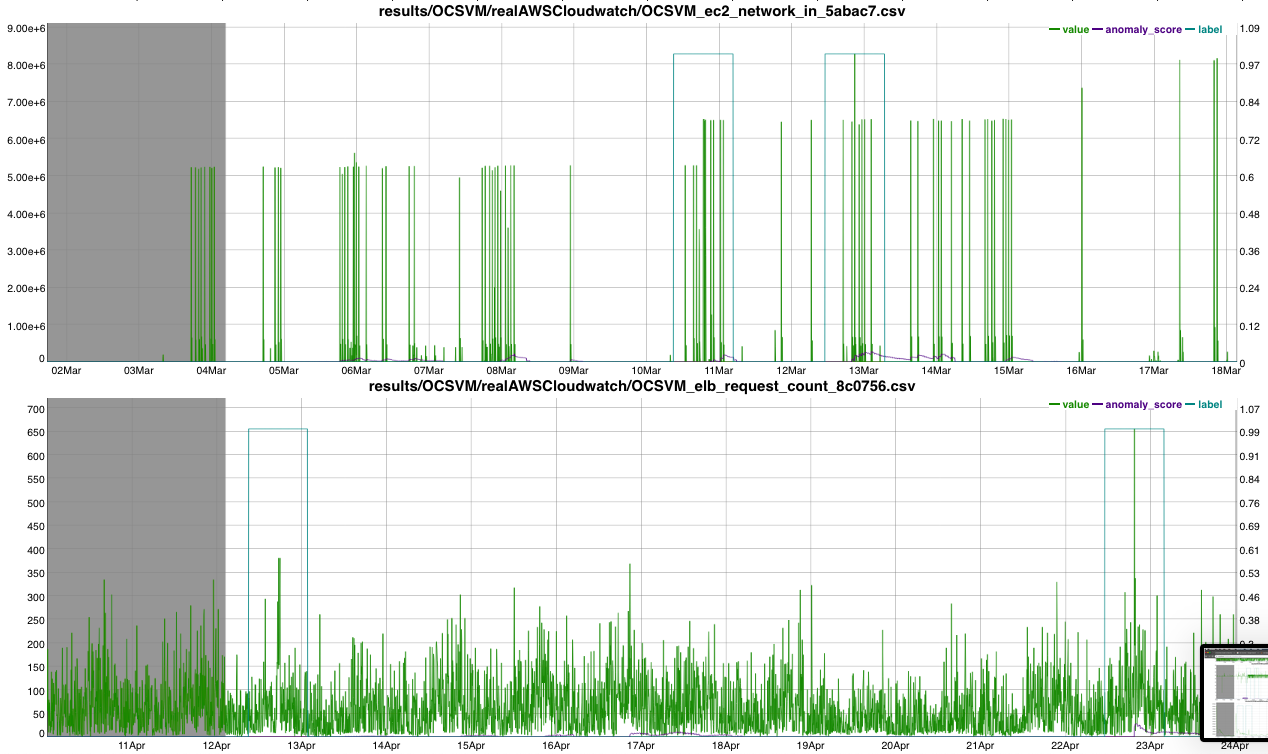 results/OCSVM/realAWSCloudwatch/OCSVM_ec2_network_in_5abac7.csv
9.00e+6 value anomaly_score label 1.09
8.00e+6 0.97
7.00e+6 0.84
6.00e+6 0.72
5.00e+6 0.6
4.00e+6 0.48
3.00e+6 0.36
2.00e+6 0.24
1.00e+6 0.12
0 0
02Mar 03Mar 04Mar 05Mar 06Mar 07Mar 08Mar 09Mar 10Mar 11Mar 12Mar 13Mar 14Mar 15Mar 16Mar 17Mar 18Mar
results/OCSVM/realAWSCloudwatch/OCSVM_elb_request_count_8c0756.csv
700 value anomaly_score label 1.07
650 0.99
600 0.91
550 0.84
500 0.76
450 0.69
400 0.61
350 0.53
300 0.46
250 0.38
200
150
100
50
0
11Apr 12Apr 13Apr 14Apr 15Apr 16Apr 17Apr 18Apr 19Apr 20Apr 21Apr 22Apr 23Apr 24Apr